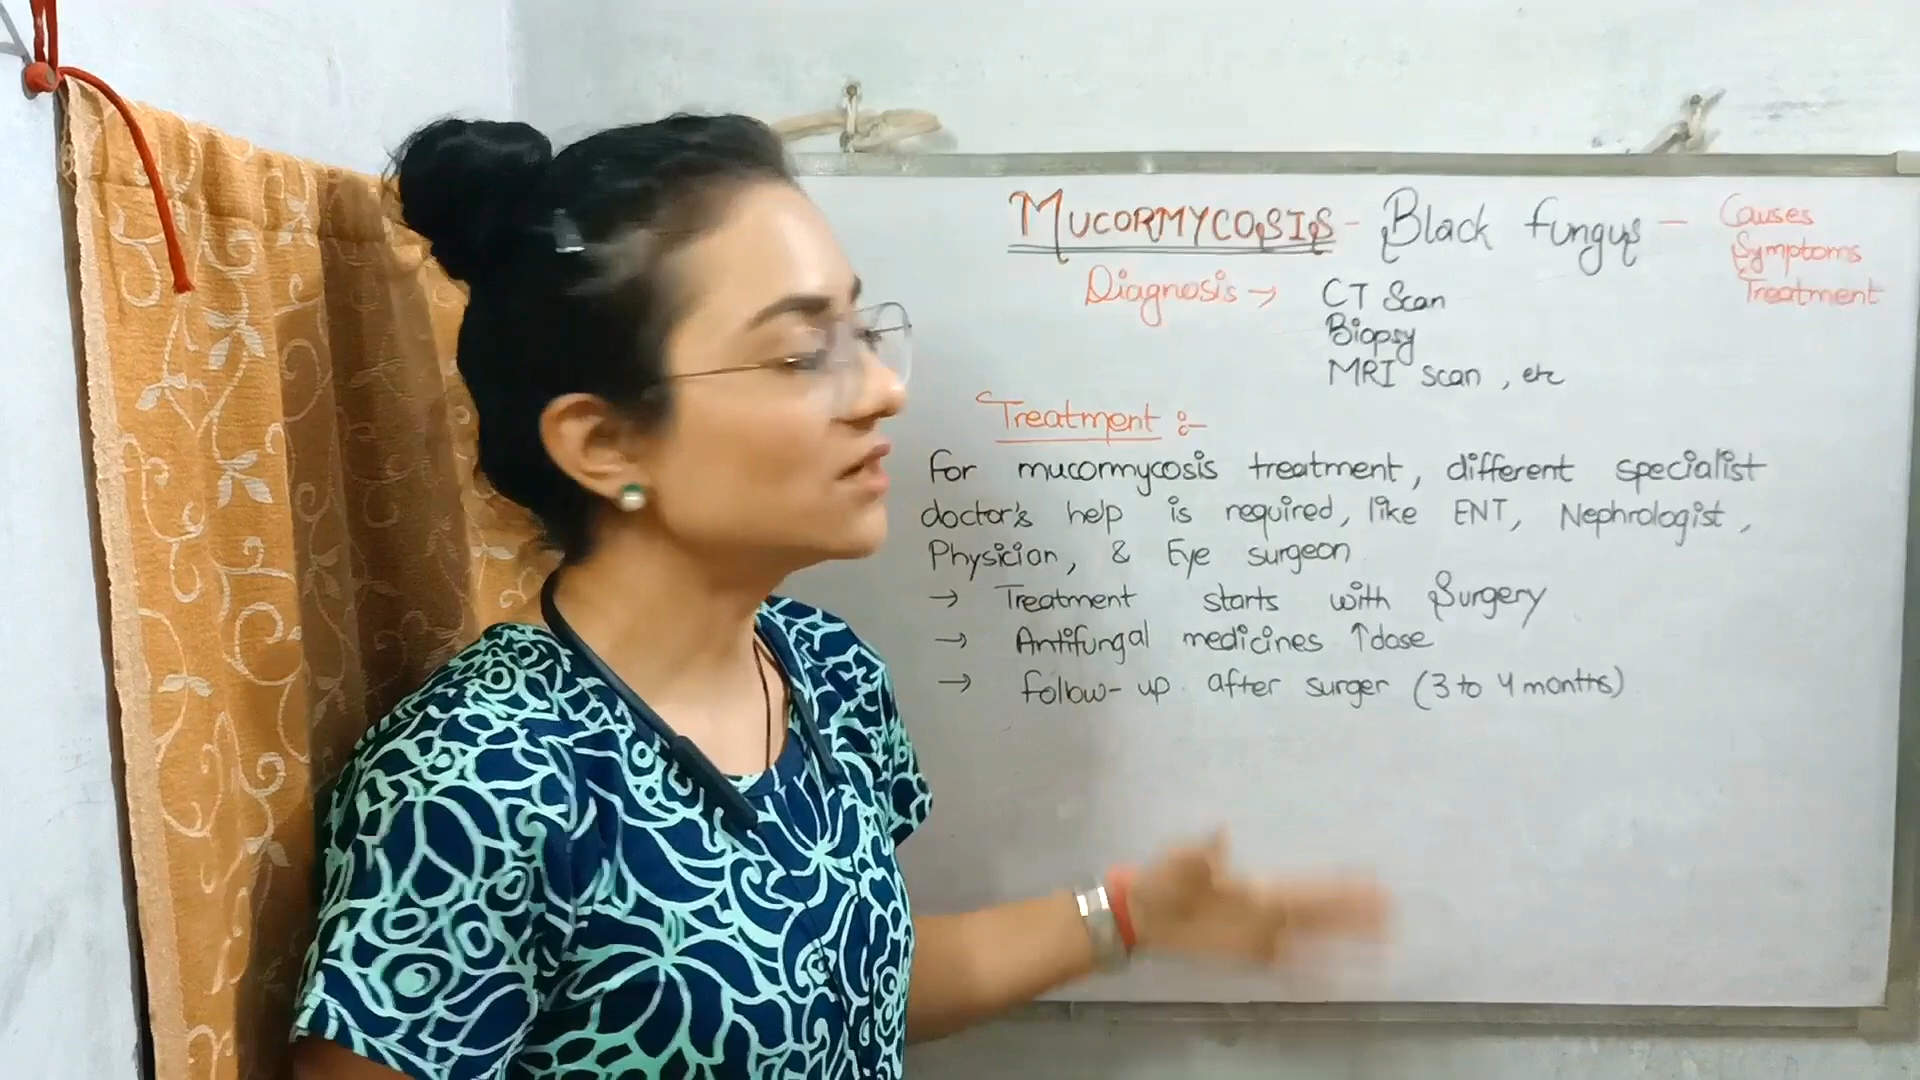 MUCORMYCOSIS - Black fungus - Causes
Symptoms
Treatment
Diagnosis → CT Scan
Biopsy
MRI scan, etc
Treatment :-
For mucormycosis treatment, different specialist
doctor's help is required, like ENT, Nephrologist,
Physician, & Eye surgeon
→ Treatment starts with Surgery
→ Antifungal medicines ↑dose
→ follow-up after surger (3 to 4 months)